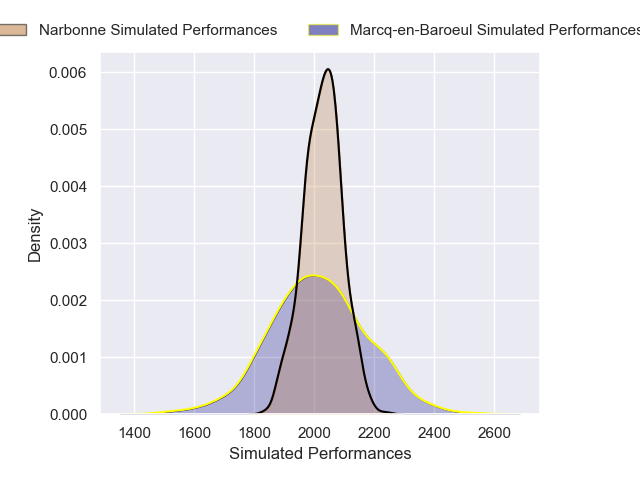 Narbonne Simulated Performances
Marcq-en-Baroeul Simulated Performances
0.006
0.005
0.004
0.003
0.002
0.001
0.000
Density
1400 1600 1800 2000 2200 2400 2600
Simulated Performances